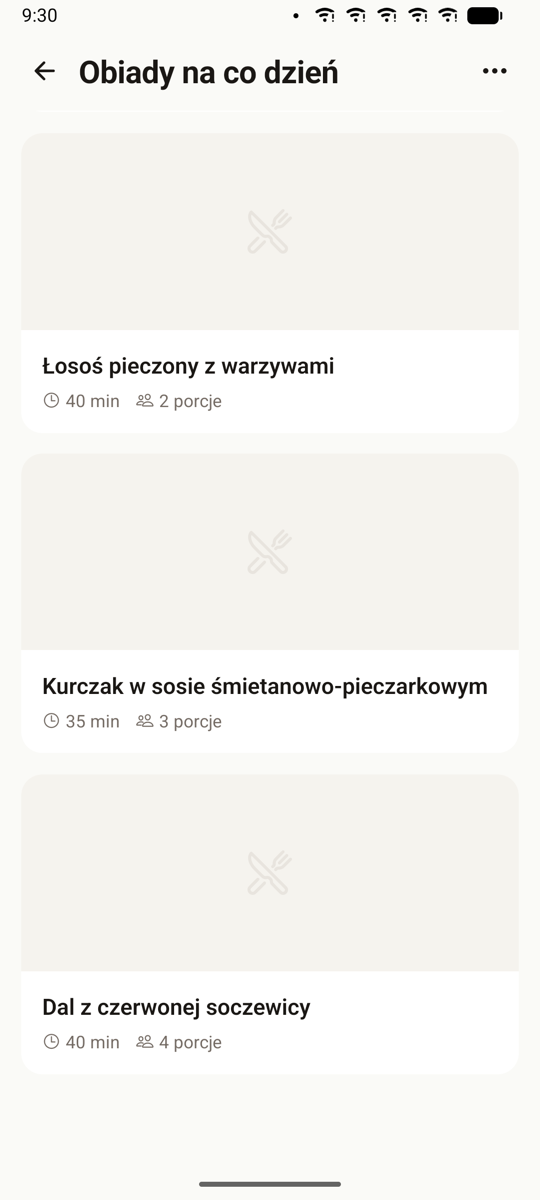 9:30
Obiady na co dzień
Łosoś pieczony z warzywami
40 min 2 porcje
Kurczak w sosie śmietanowo-pieczarkowym
35 min 3 porcje
Dal z czerwonej soczewicy
40 min 4 porcje